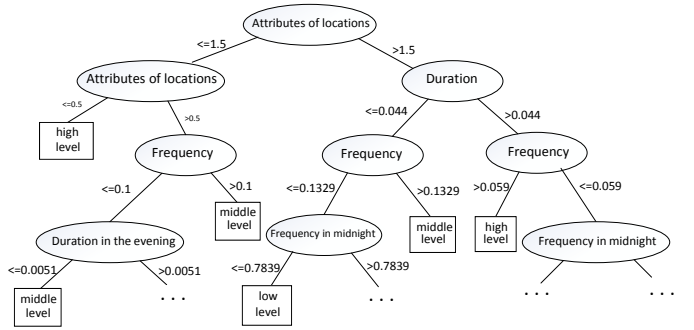 Attributes of locations
<=1.5
>1.5
Attributes of locations
Duration
<=0.5
>0.5
<=0.044
>0.044
high
level
Frequency
Frequency
Frequency
<=0.1
>0.1
<=0.1329
>0.1329
>0.059
<=0.059
middle
level
middle
level
high
level
Duration in the evening
Frequency in midnight
Frequency in midnight
<=0.0051
>0.0051
<=0.7839
>0.7839
middle
level
. . .
low
level
. . .
. . .
. . .